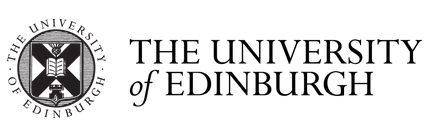 · THE UNIVERSITY ·
OF EDINBURGH
THE UNIVERSITY
of EDINBURGH